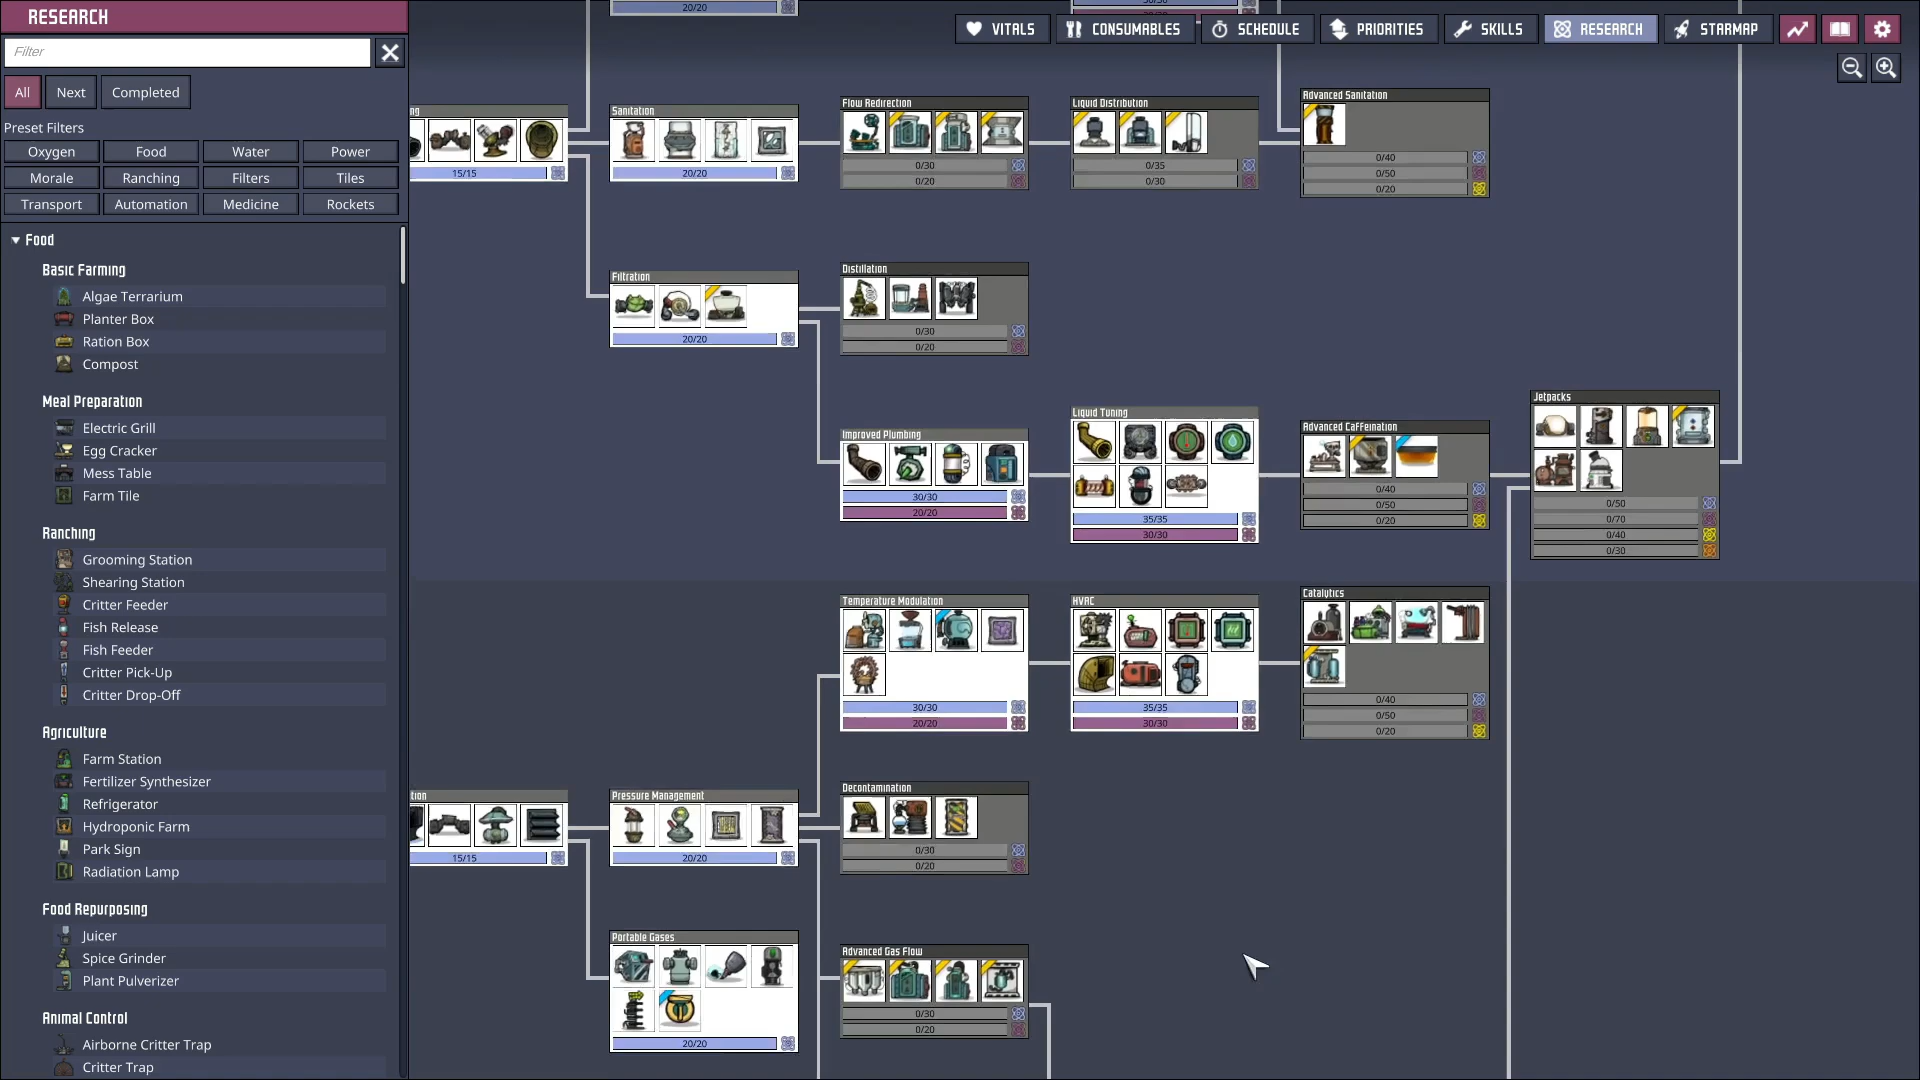 RESEARCH
Filter
All
Next
Completed
Preset Filters
Oxygen
Food
Water
Power
Morale
Ranching
Filters
Tiles
Transport
Automation
Medicine
Rockets
Food
Basic Farming
Algae Terrarium
Planter Box
Ration Box
Compost
Meal Preparation
Electric Grill
Egg Cracker
Mess Table
Farm Tile
Ranching
Grooming Station
Shearing Station
Critter Feeder
Fish Release
Fish Feeder
Critter Pick-Up
Critter Drop-Off
Agriculture
Farm Station
Fertilizer Synthesizer
Refrigerator
Hydroponic Farm
Park Sign
Radiation Lamp
Food Repurposing
Juicer
Spice Grinder
Plant Pulverizer
Animal Control
Airborne Critter Trap
Critter Trap
VITALS
CONSUMABLES
SCHEDULE
PRIORITIES
SKILLS
RESEARCH
STARMAP
20/20
ng
15/15
Sanitation
20/20
Flow Redirection
0/30
0/20
Liquid Distribution
0/35
0/30
Advanced Sanitation
0/40
0/50
0/20
Filtration
20/20
Distillation
0/30
0/20
Improved Plumbing
30/30
20/20
Liquid Tuning
35/35
30/30
Advanced Caffeination
0/40
0/50
0/20
Jetpacks
0/50
0/70
0/40
0/30
Temperature Modulation
30/30
20/20
HVAC
35/35
30/30
Catalytics
0/40
0/50
0/20
tion
15/15
Pressure Management
20/20
Decontamination
0/30
0/20
Portable Gases
20/20
Advanced Gas Flow
0/30
0/20